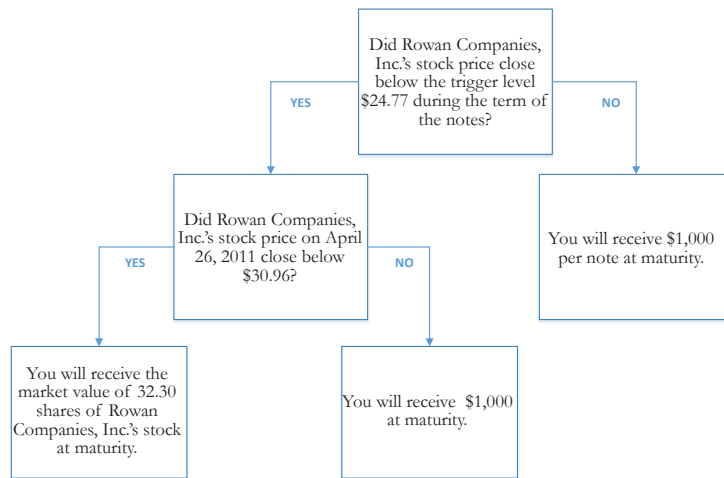 Did Rowan Companies,
Inc.'s stock price close
below the trigger level
$24.77 during the term of
the notes?
YES
NO
Did Rowan Companies,
Inc.'s stock price on April
26, 2011 close below
$30.96?
You will receive $1,000
per note at maturity.
YES
NO
You will receive the
market value of 32.30
shares of Rowan
Companies, Inc.'s stock
at maturity.
You will receive $1,000
at maturity.